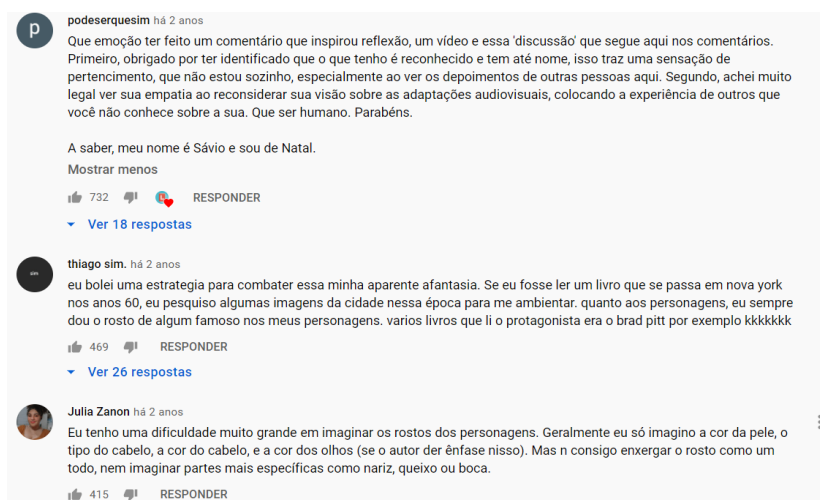 p
podeserquesim há 2 anos
Que emoção ter feito um comentário que inspirou reflexão, um vídeo e essa 'discussão' que segue aqui nos comentários.
Primeiro, obrigado por ter identificado que o que tenho é reconhecido e tem até nome, isso traz uma sensação de
pertencimento, que não estou sozinho, especialmente ao ver os depoimentos de outras pessoas aqui. Segundo, achei muito
legal ver sua empatia ao reconsiderar sua visão sobre as adaptações audiovisuais, colocando a experiência de outros que
você não conhece sobre a sua. Que ser humano. Parabéns.
A saber, meu nome é Sávio e sou de Natal.
Mostrar menos
732 RESPONDER
Ver 18 respostas
sim
thiago sim. há 2 anos
eu bolei uma estrategia para combater essa minha aparente afantasia. Se eu fosse ler um livro que se passa em nova york
nos anos 60, eu pesquiso algumas imagens da cidade nessa época para me ambientar. quanto aos personagens, eu sempre
dou o rosto de algum famoso nos meus personagens. varios livros que li o protagonista era o brad pitt por exemplo kkkkkkk
469 RESPONDER
Ver 26 respostas
Julia Zanon há 2 anos
Eu tenho uma dificuldade muito grande em imaginar os rostos dos personagens. Geralmente eu só imagino a cor da pele, o
tipo do cabelo, a cor do cabelo, e a cor dos olhos (se o autor der ênfase nisso). Mas n consigo enxergar o rosto como um
todo, nem imaginar partes mais específicas como nariz, queixo ou boca.
415 RESPONDER